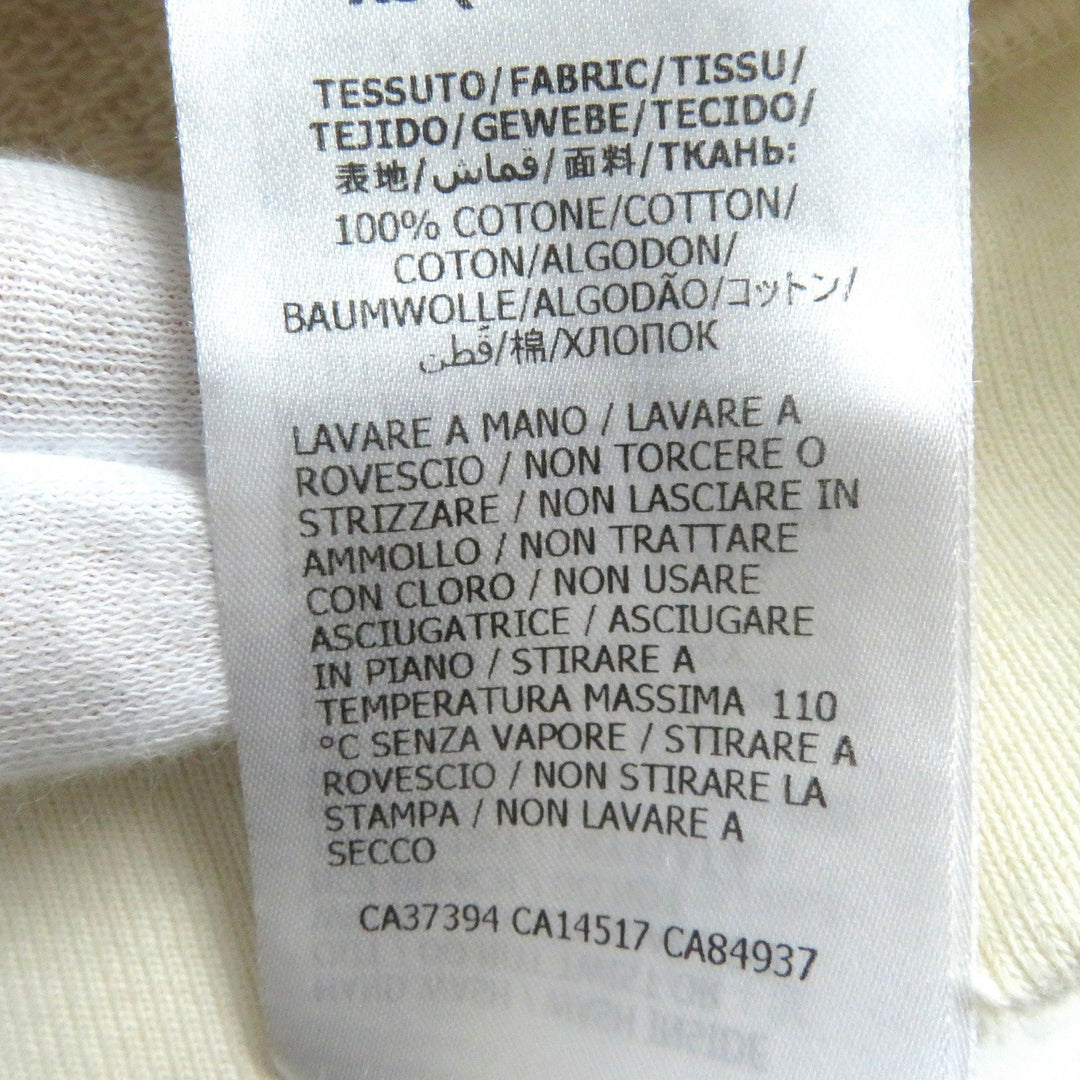 TESSUTO/FABRIC/TISSU/
TEJIDO/GEWEBE/TECIDO/
表地/قماش/面料/ТКАНЬ:
100% COTONE/COTTON/
COTON/ALGODON/
BAUMWOLLE/ALGODÃO/コットン/
قُطن/棉/ХЛОПОК
LAVARE A MANO / LAVARE A
ROVESCIO / NON TORCERE O
STRIZZARE / NON LASCIARE IN
AMMOLLO / NON TRATTARE
CON CLORO / NON USARE
ASCIUGATRICE / ASCIUGARE
IN PIANO / STIRARE A
TEMPERATURA MASSIMA 110
°C SENZA VAPORE / STIRARE A
ROVESCIO / NON STIRARE LA
STAMPA / NON LAVARE A
SECCO
CA37394 CA14517 CA84937